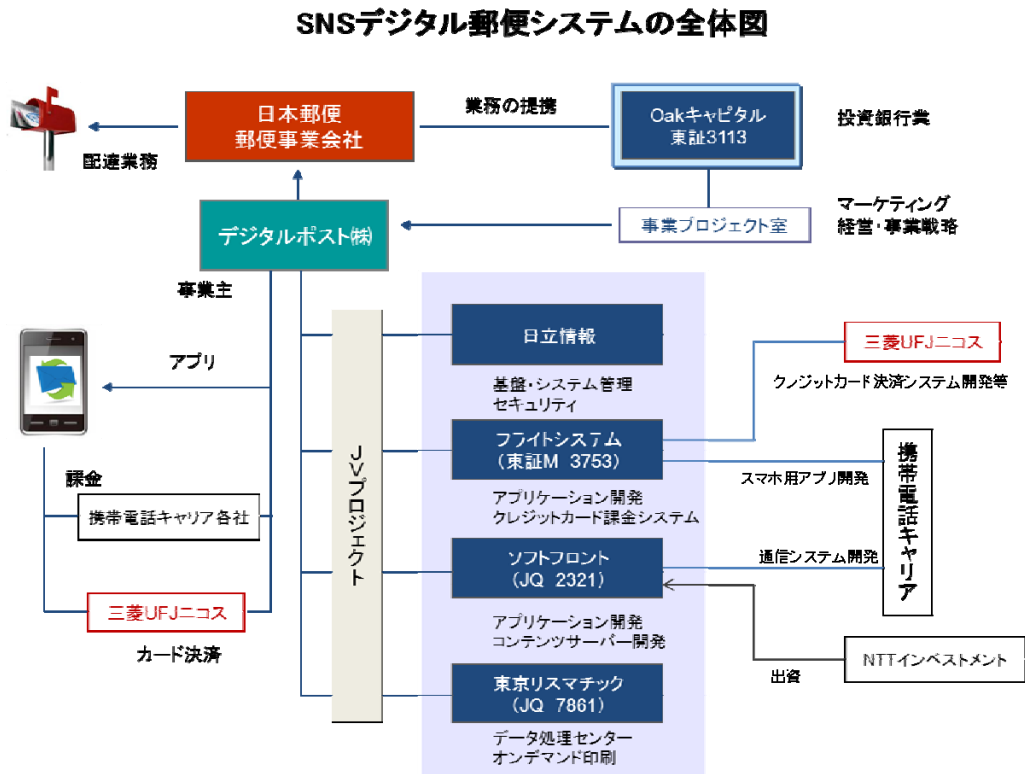 SNSデジタル郵便システムの全体図
日本郵便
郵便事業会社
業務の提携
Oakキャピタル
東証3113
投資銀行業
配達業務
マーケティング
経営・事業戦略
事業プロジェクト室
デジタルポスト㈱
事業主
日立情報
三菱UFJニコス
アプリ
基盤・システム管理
セキュリティ
クレジットカード決済システム開発等
JVプロジェクト
フライトシステム
(東証M 3753)
携帯電話キャリア
スマホ用アプリ開発
課金
アプリケーション開発
クレジットカード課金システム
携帯電話キャリア各社
ソフトフロント
(JQ 2321)
通信システム開発
三菱UFJニコス
アプリケーション開発
コンテンツサーバー開発
カード決済
NTTインベストメント
出資
東京リスマチック
(JQ 7861)
データ処理センター
オンデマンド印刷